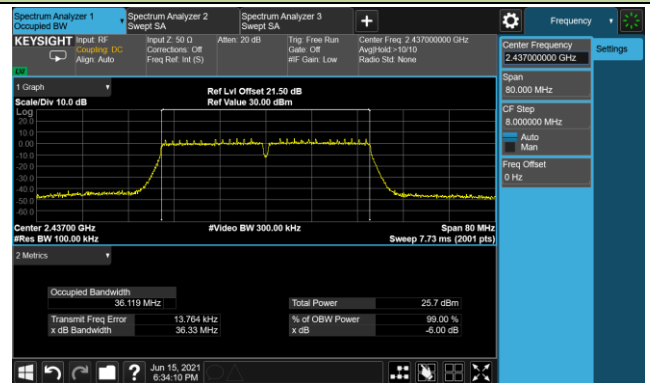 Spectrum Analyzer 1
Occupied BW
Spectrum Analyzer 2
Swept SA
Spectrum Analyzer 3
Swept SA
+
Frequency
KEYSIGHT
Input: RF
Coupling: DC
Align: Auto
Input Z: 50 Ω
Corrections: Off
Freq Ref: Int (S)
Atten: 20 dB
Trig: Free Run
Gate: Off
#IF Gain: Low
Center Freq: 2.437000000 GHz
Avg|Hold:>10/10
Radio Std: None
Center Frequency
2.437000000 GHz
Settings
Span
80.000 MHz
CF Step
8.000000 MHz
Auto
Man
Freq Offset
0 Hz
1 Graph
Scale/Div 10.0 dB
Ref Lvl Offset 21.50 dB
Ref Value 30.00 dBm
Log
20.0
10.0
0.00
-10.0
-20.0
-30.0
-40.0
-50.0
-60.0
Center 2.43700 GHz
#Res BW 100.00 kHz
#Video BW 300.00 kHz
Span 80 MHz
Sweep 7.73 ms (2001 pts)
2 Metrics
Occupied Bandwidth
36.119 MHz
Total Power 25.7 dBm
Transmit Freq Error 13.764 kHz
% of OBW Power 99.00 %
x dB Bandwidth 36.33 MHz
x dB -6.00 dB
?
Jun 15, 2021
6:34:10 PM